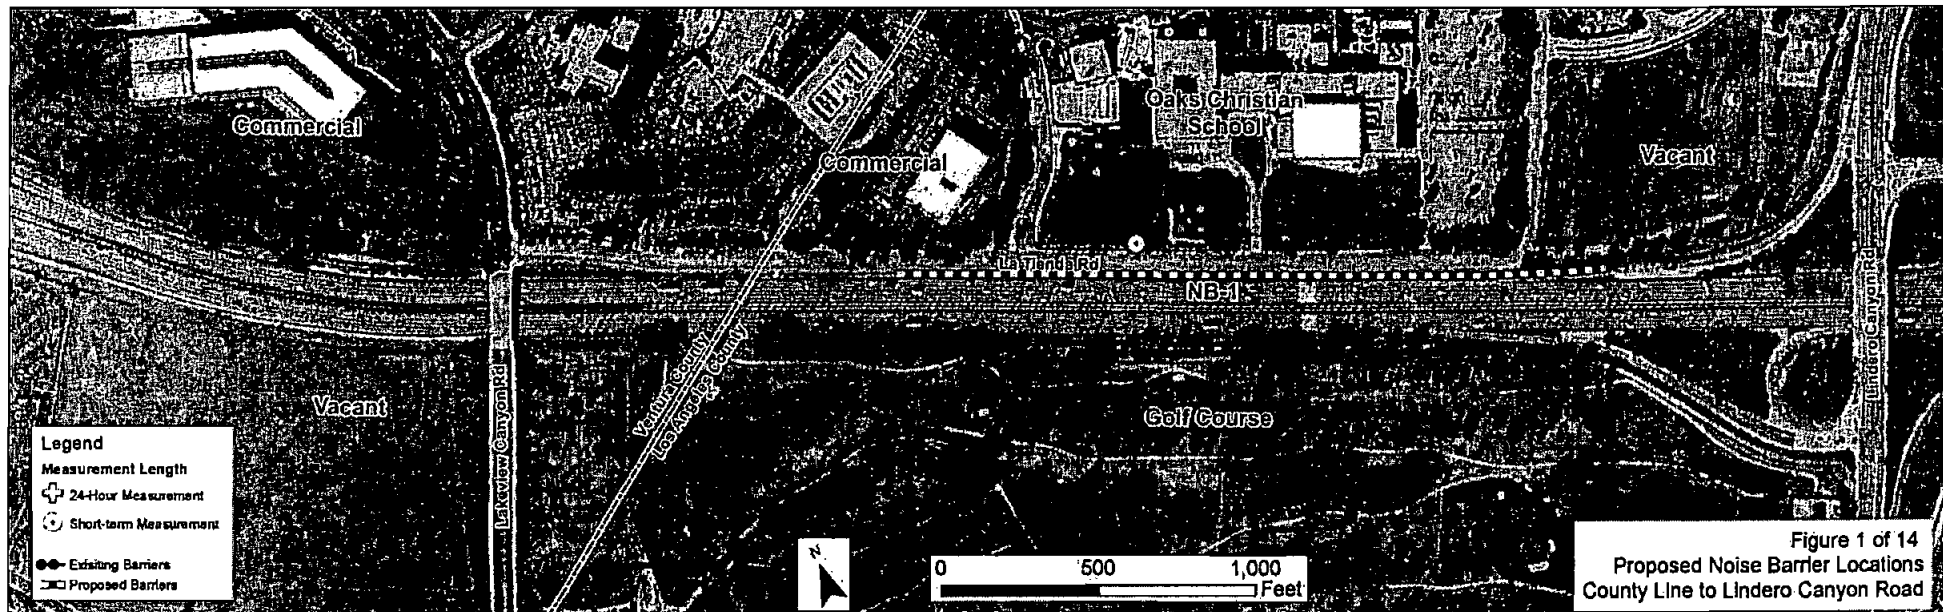 Commercial
Commercial
Oaks Christian
School
Vacant
La Tienda Rd
NB-1
Lindero Canyon Rd
Lakeview Canyon Rd
Ventura County
Los Angeles County
Vacant
Golf Course
Legend
Measurement Length
24-Hour Measurement
Short-term Measurement
Exisiting Barriers
Proposed Barriers
N
0 500 1,000
Feet
Figure 1 of 14
Proposed Noise Barrier Locations
County Line to Lindero Canyon Road